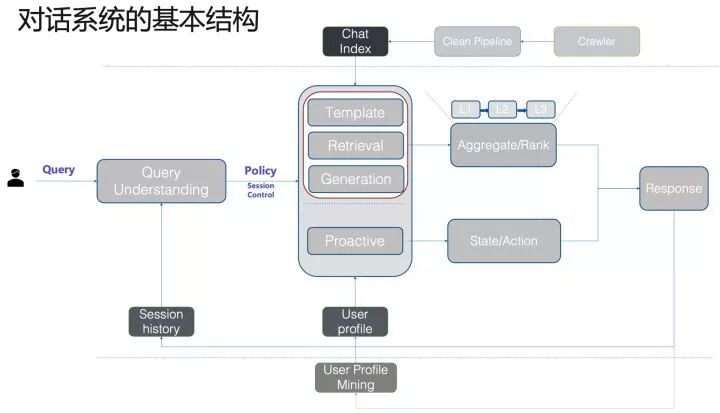 对话系统的基本结构
Chat
Index
Clean Pipeline
Crawler
Template
Retrieval
Generation
Proactive
L1
L2
L3
Aggregate/Rank
State/Action
Response
Query
Query
Understanding
Policy
Session
Control
Session
history
User
profile
User Profile
Mining